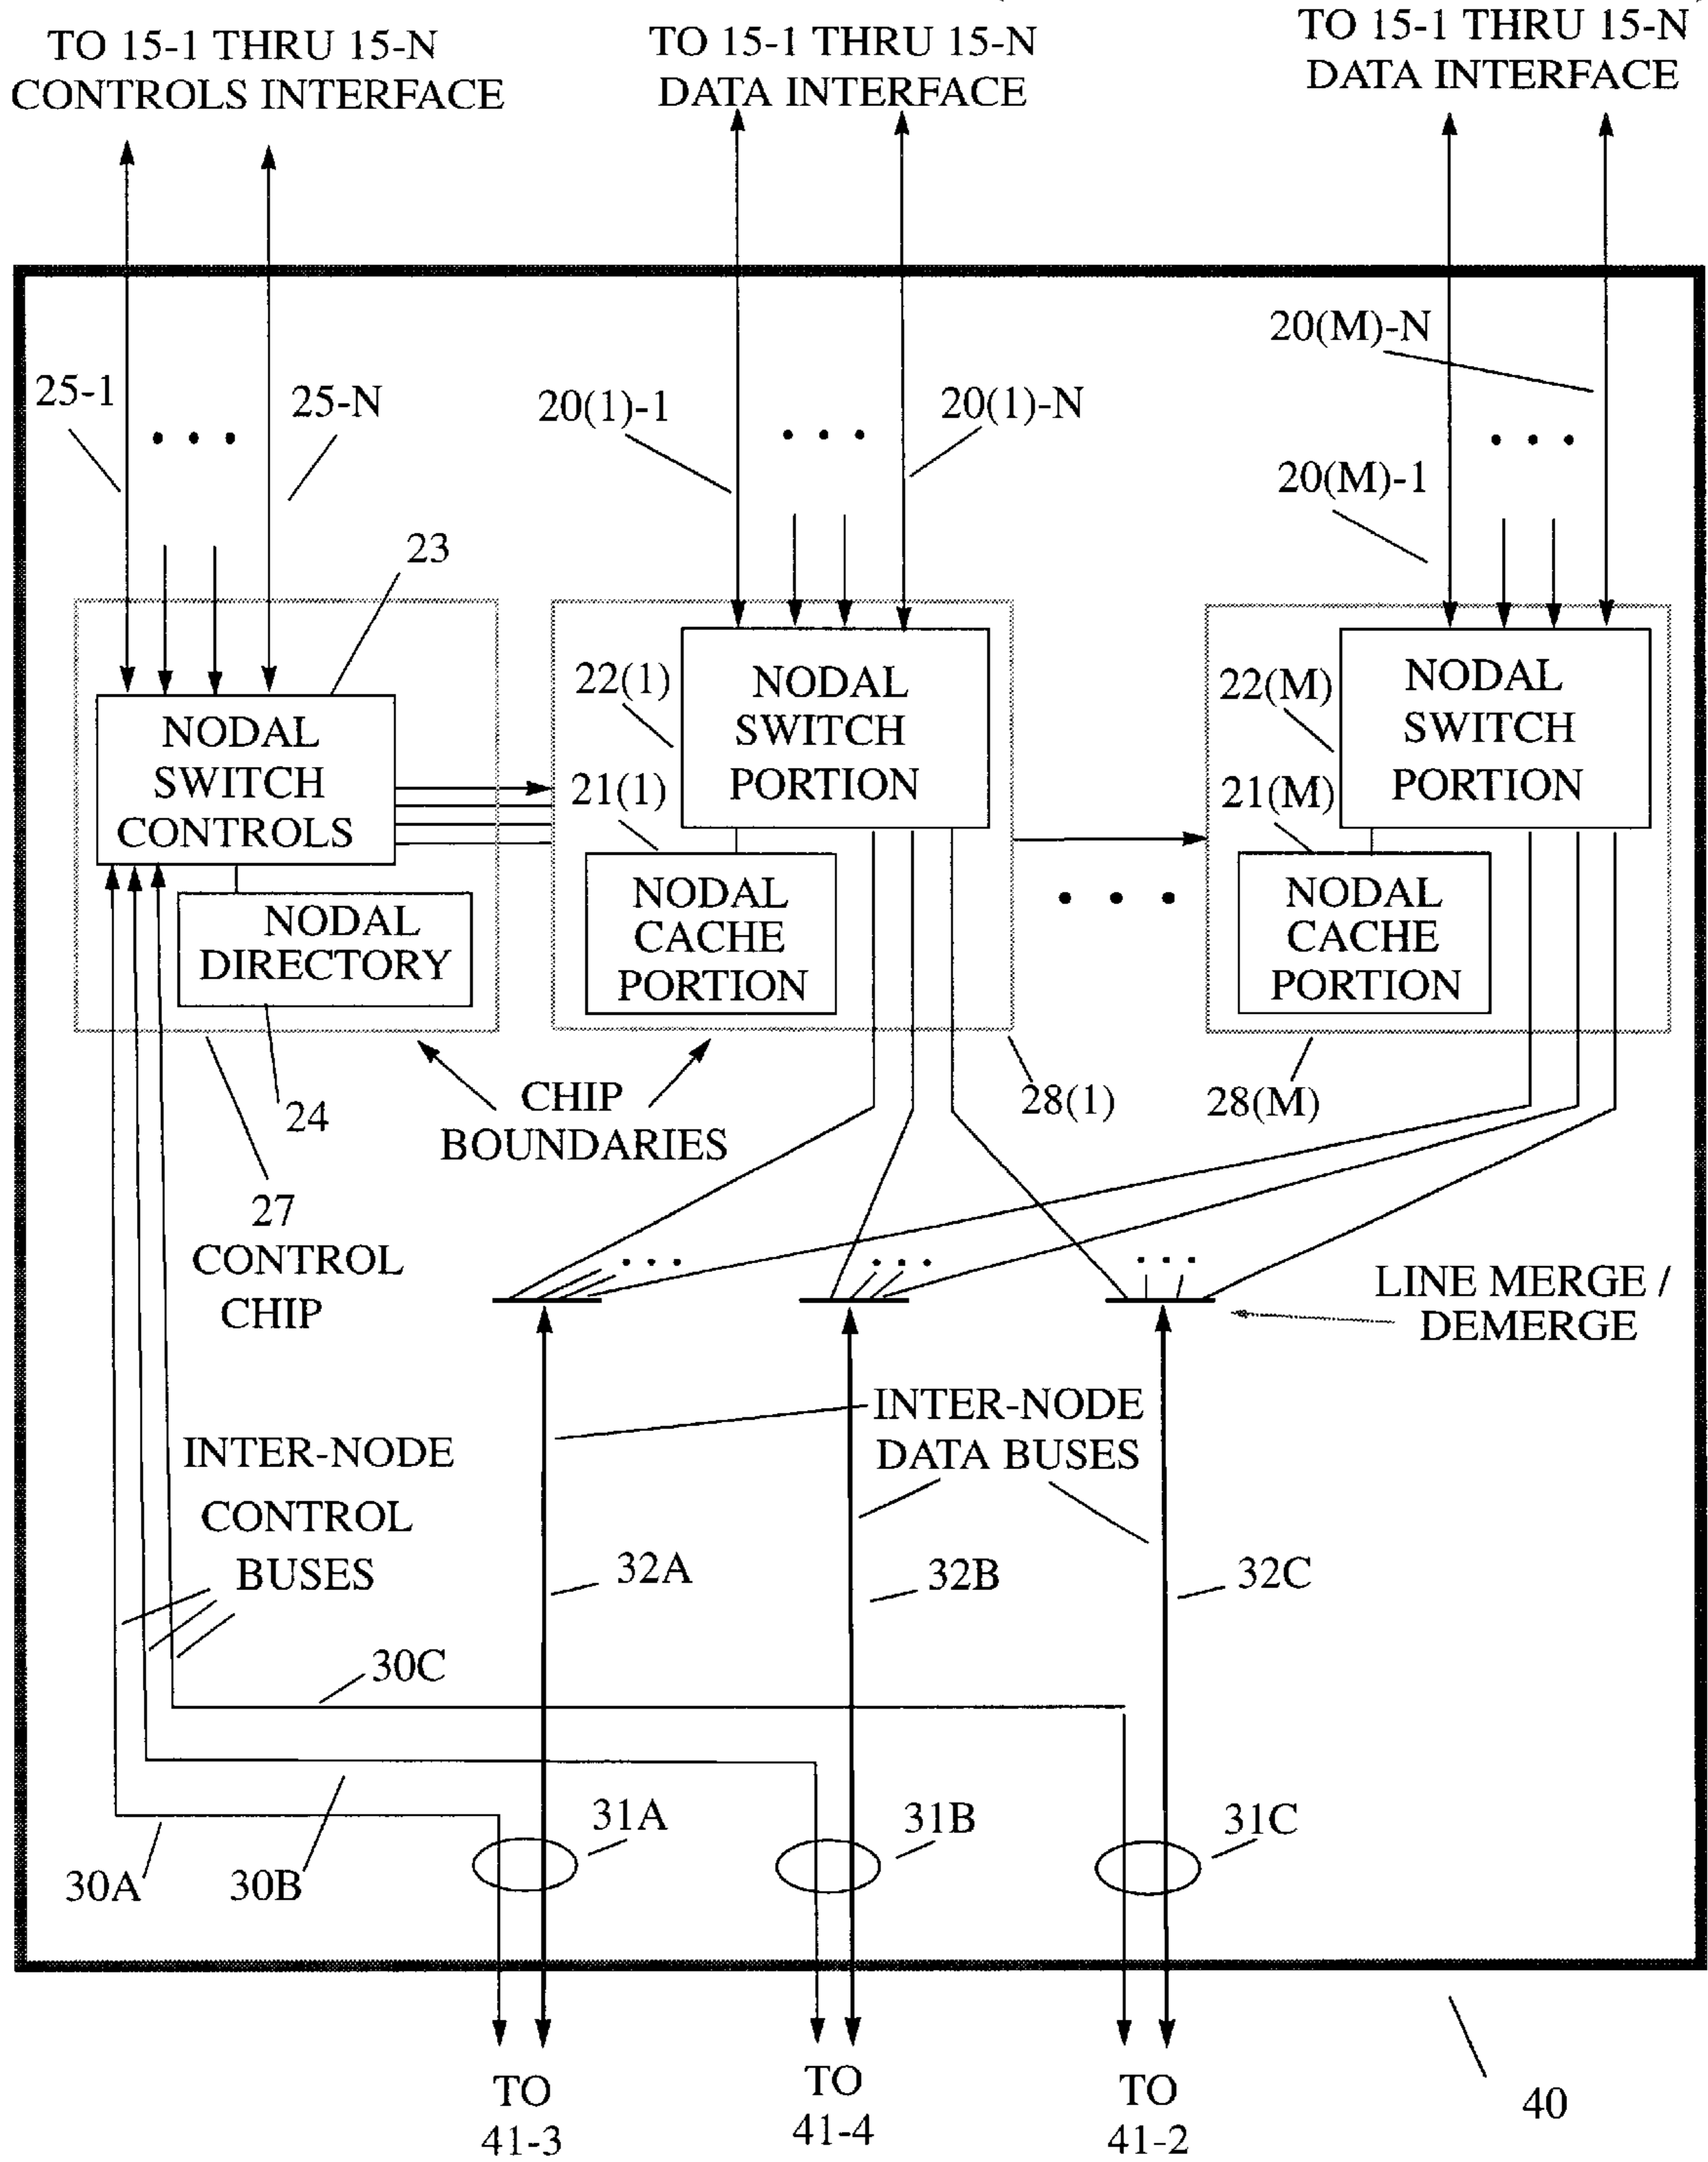 TO 15-1 THRU 15-N
CONTROLS INTERFACE
TO 15-1 THRU 15-N
DATA INTERFACE
TO 15-1 THRU 15-N
DATA INTERFACE
25-1
• • •
25-N
20(1)-1
• • •
20(1)-N
20(M)-N
• • •
20(M)-1
23
NODAL
SWITCH
CONTROLS
NODAL
DIRECTORY
22(1)
NODAL
SWITCH
PORTION
21(1)
NODAL
CACHE
PORTION
• • •
22(M)
NODAL
SWITCH
PORTION
21(M)
NODAL
CACHE
PORTION
24
CHIP
BOUNDARIES
28(1)
28(M)
27
CONTROL
CHIP
• • •
• • •
• • •
LINE MERGE /
DEMERGE
INTER-NODE
DATA BUSES
INTER-NODE
CONTROL
BUSES
32A
32B
32C
30C
30A
30B
31A
31B
31C
TO
41-3
TO
41-4
TO
41-2
40